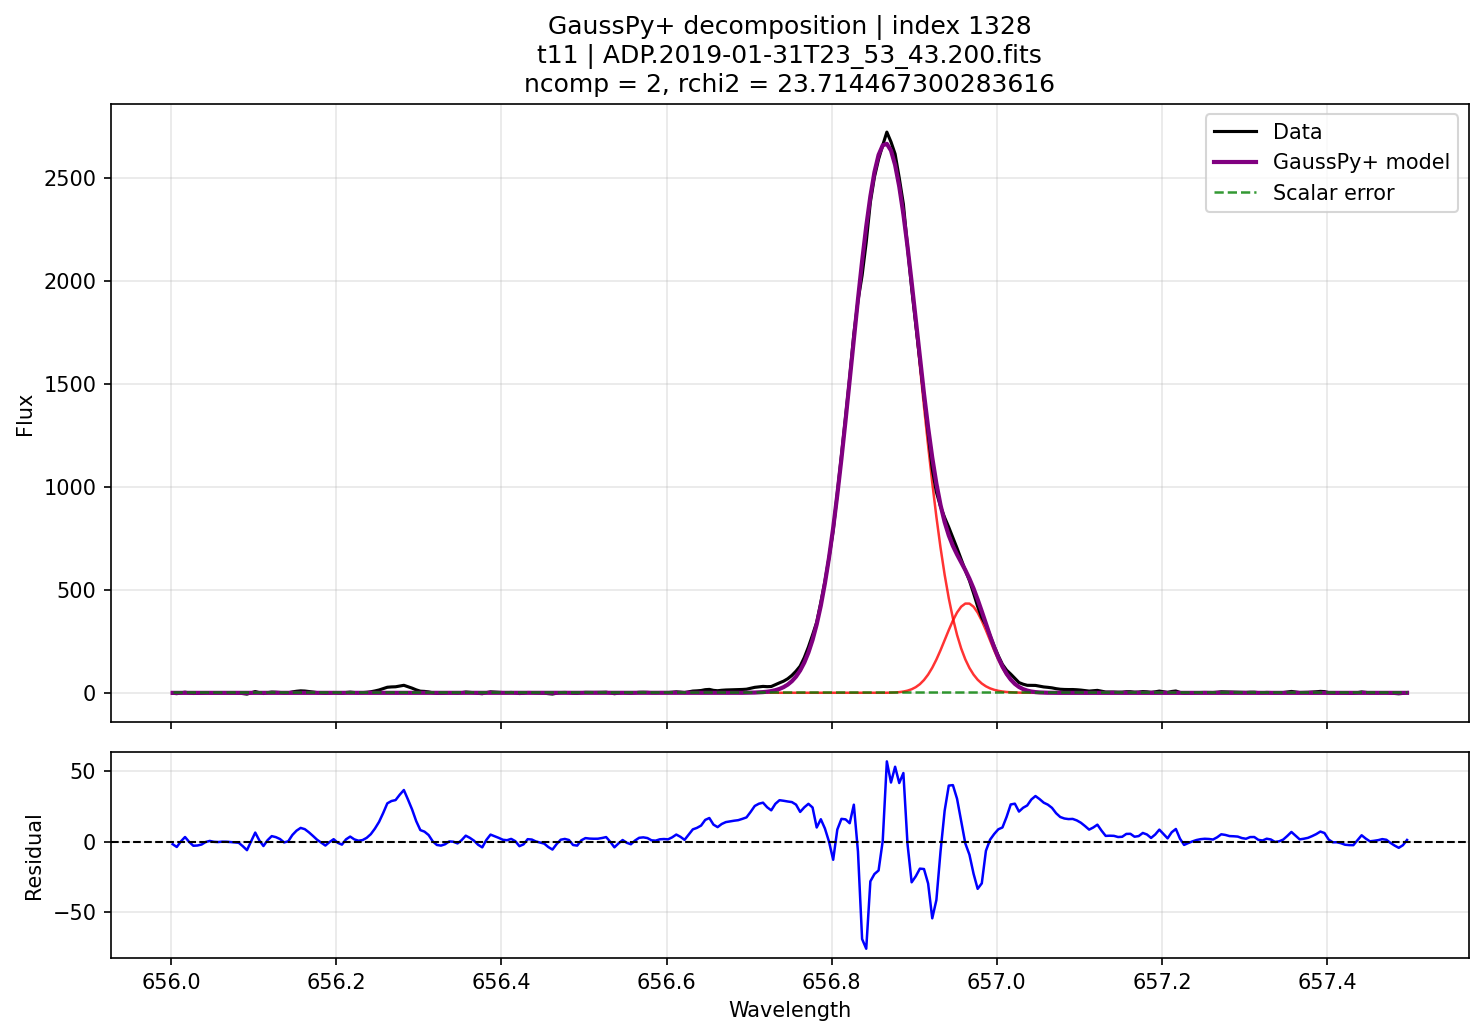 GaussPy+ decomposition | index 1328
t11 | ADP.2019-01-31T23_53_43.200.fits
ncomp = 2, rchi2 = 23.714467300283616
Data
GaussPy+ model
Scalar error
Flux
2500
2000
1500
1000
500
0
Residual
50
0
−50
656.0 656.2 656.4 656.6 656.8 657.0 657.2 657.4
Wavelength